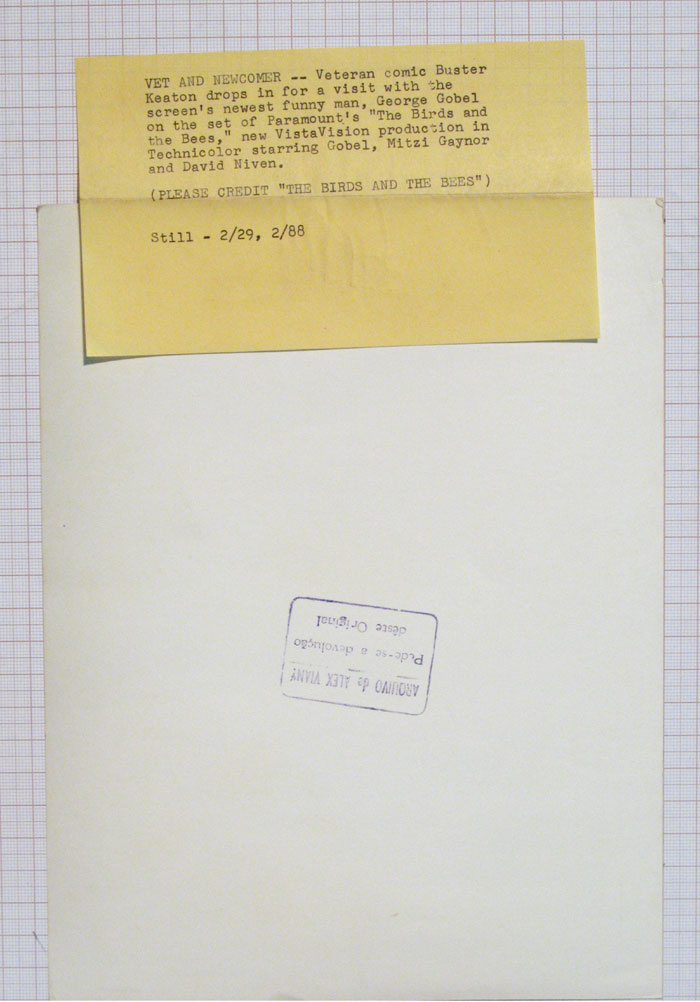 VET AND NEWCOMER -- Veteran comic Buster
Keaton drops in for a visit with the
screen's newest funny man, George Gobel
on the set of Paramount's "The Birds and
the Bees," new VistaVision production in
Technicolor starring Gobel, Mitzi Gaynor
and David Niven.
(PLEASE CREDIT "THE BIRDS AND THE BEES")
Still - 2/29, 2/88
ARQUIVO de ALEX VIANY
Pede-se a devolução
dêste Original